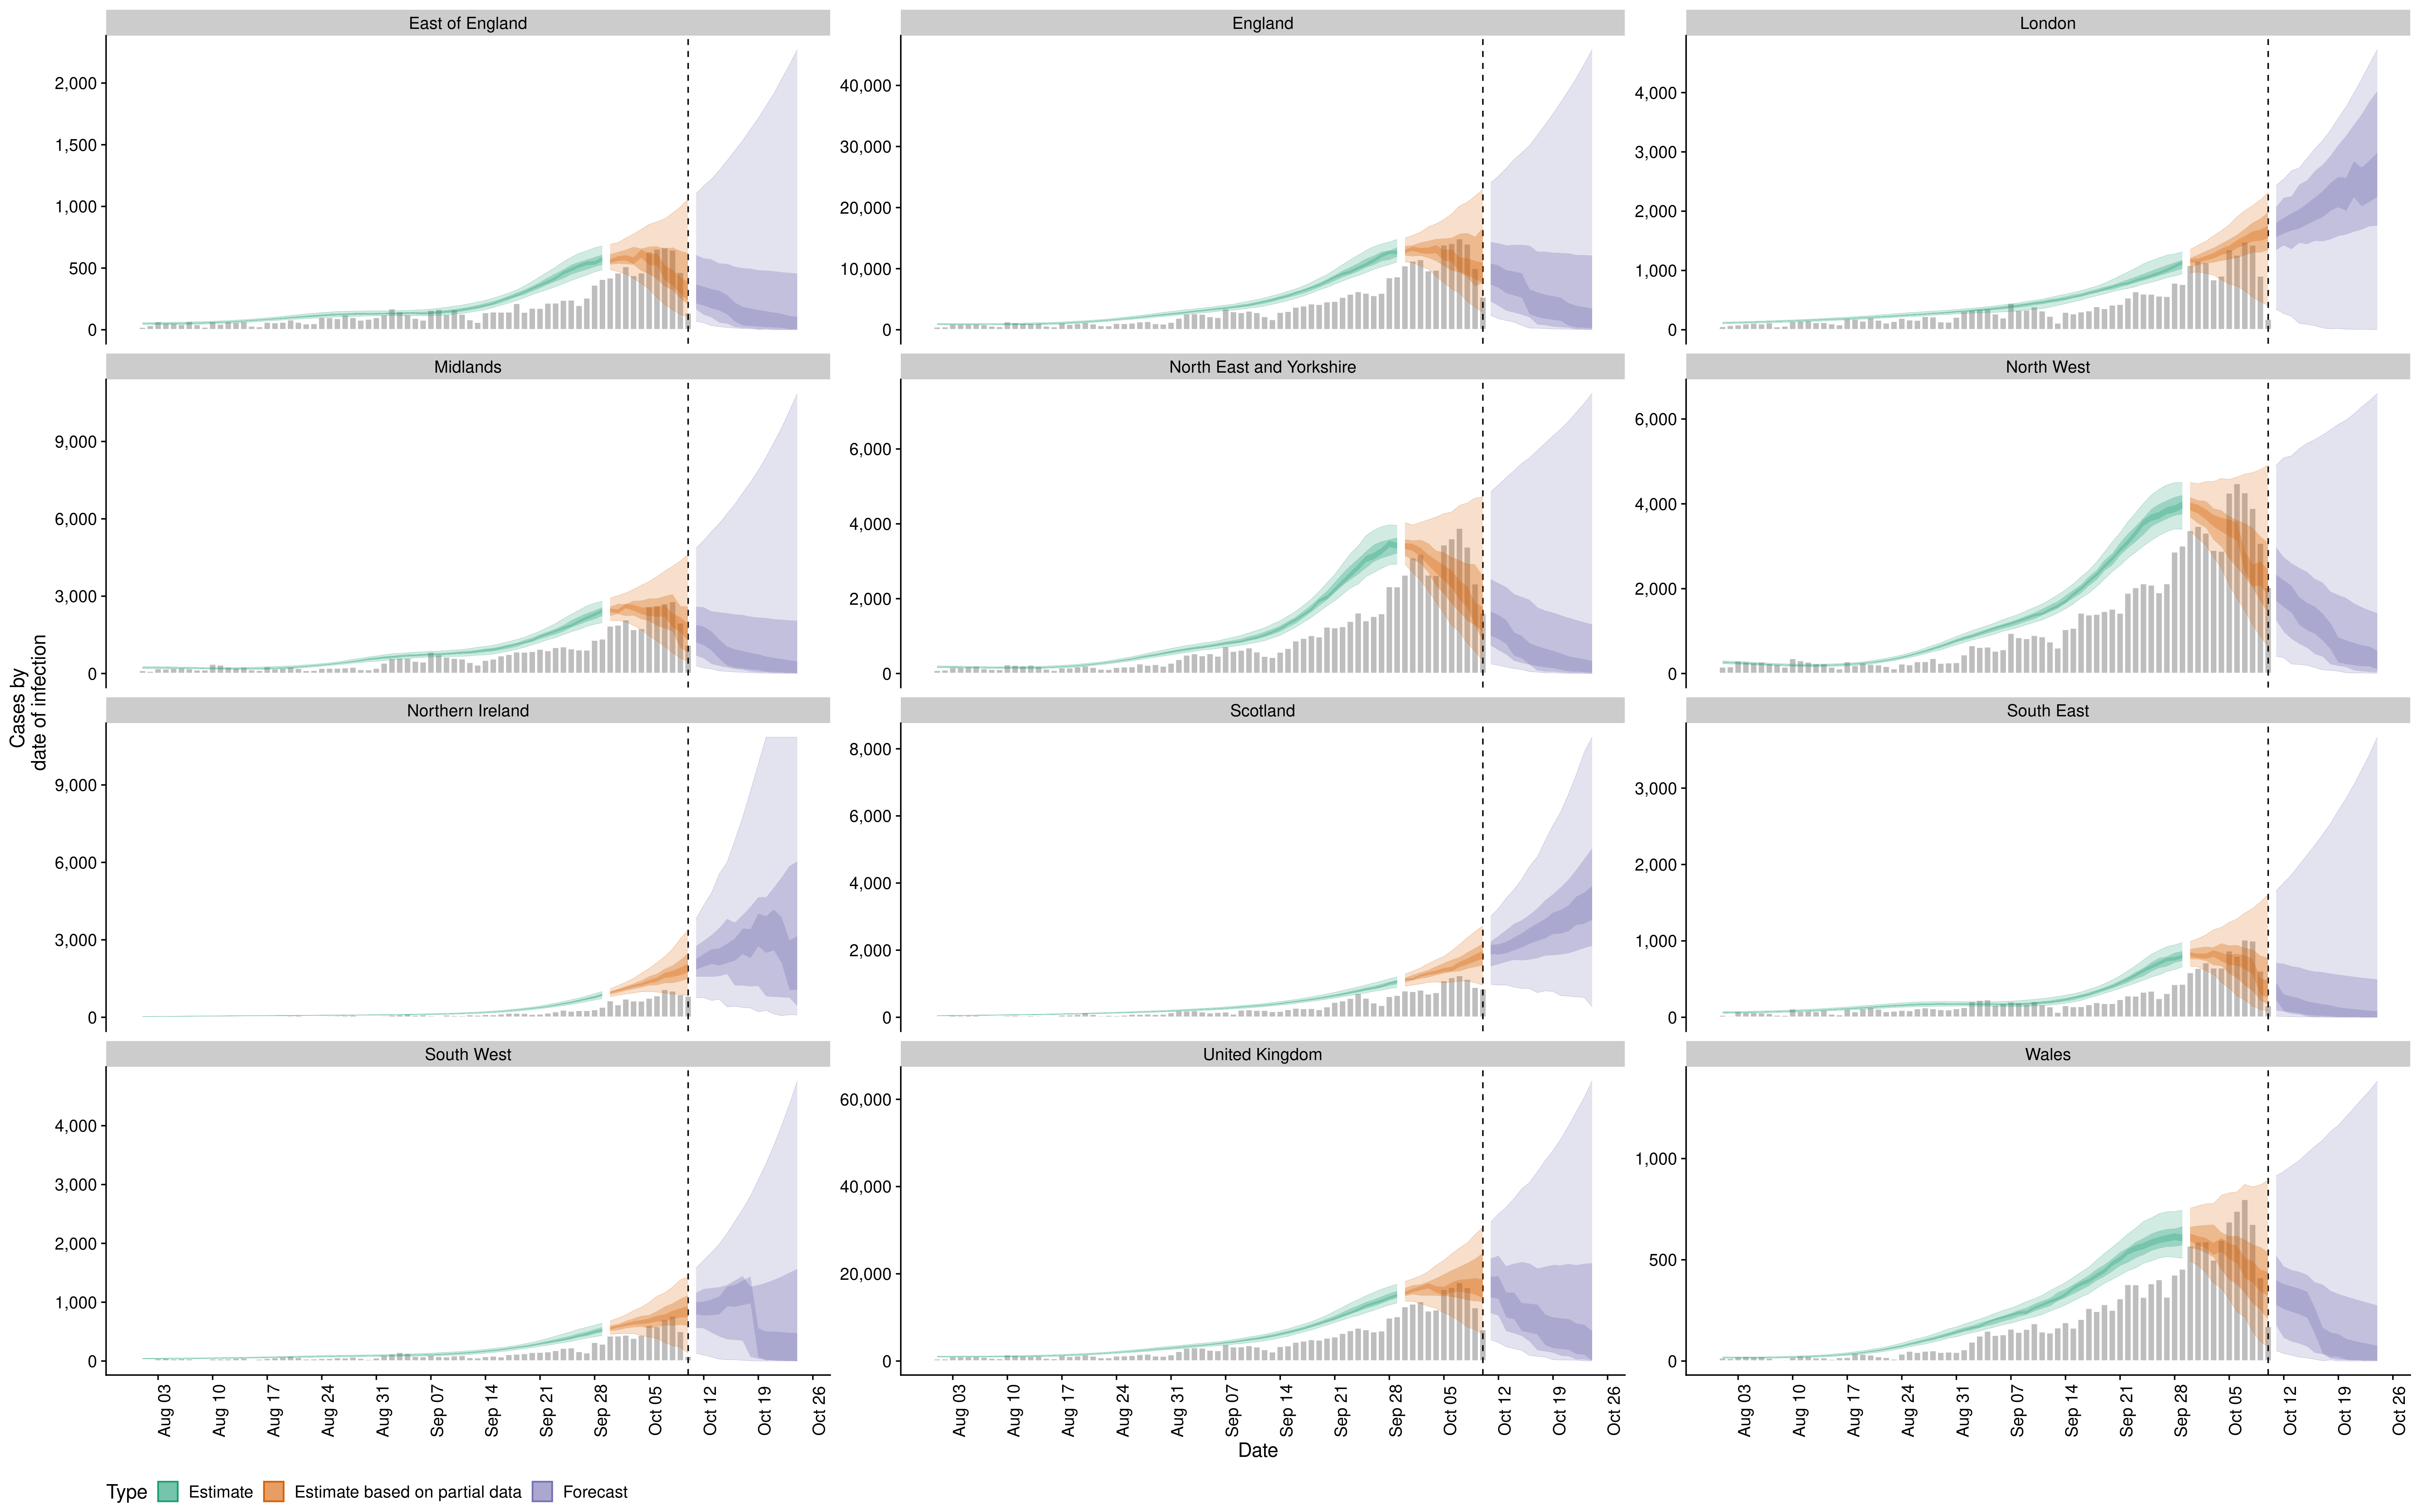 East of England
England
London
2,000
1,500
1,000
500
0
40,000
30,000
20,000
10,000
0
4,000
3,000
2,000
1,000
0
Midlands
North East and Yorkshire
North West
9,000
6,000
3,000
0
6,000
4,000
2,000
0
6,000
4,000
2,000
0
Cases by
date of infection
Northern Ireland
Scotland
South East
9,000
6,000
3,000
0
8,000
6,000
4,000
2,000
0
3,000
2,000
1,000
0
South West
United Kingdom
Wales
4,000
3,000
2,000
1,000
0
60,000
40,000
20,000
0
1,000
500
0
Aug 03
Aug 10
Aug 17
Aug 24
Aug 31
Sep 07
Sep 14
Sep 21
Sep 28
Oct 05
Oct 12
Oct 19
Oct 26
Aug 03
Aug 10
Aug 17
Aug 24
Aug 31
Sep 07
Sep 14
Sep 21
Sep 28
Oct 05
Oct 12
Oct 19
Oct 26
Aug 03
Aug 10
Aug 17
Aug 24
Aug 31
Sep 07
Sep 14
Sep 21
Sep 28
Oct 05
Oct 12
Oct 19
Oct 26
Date
Type Estimate Estimate based on partial data Forecast